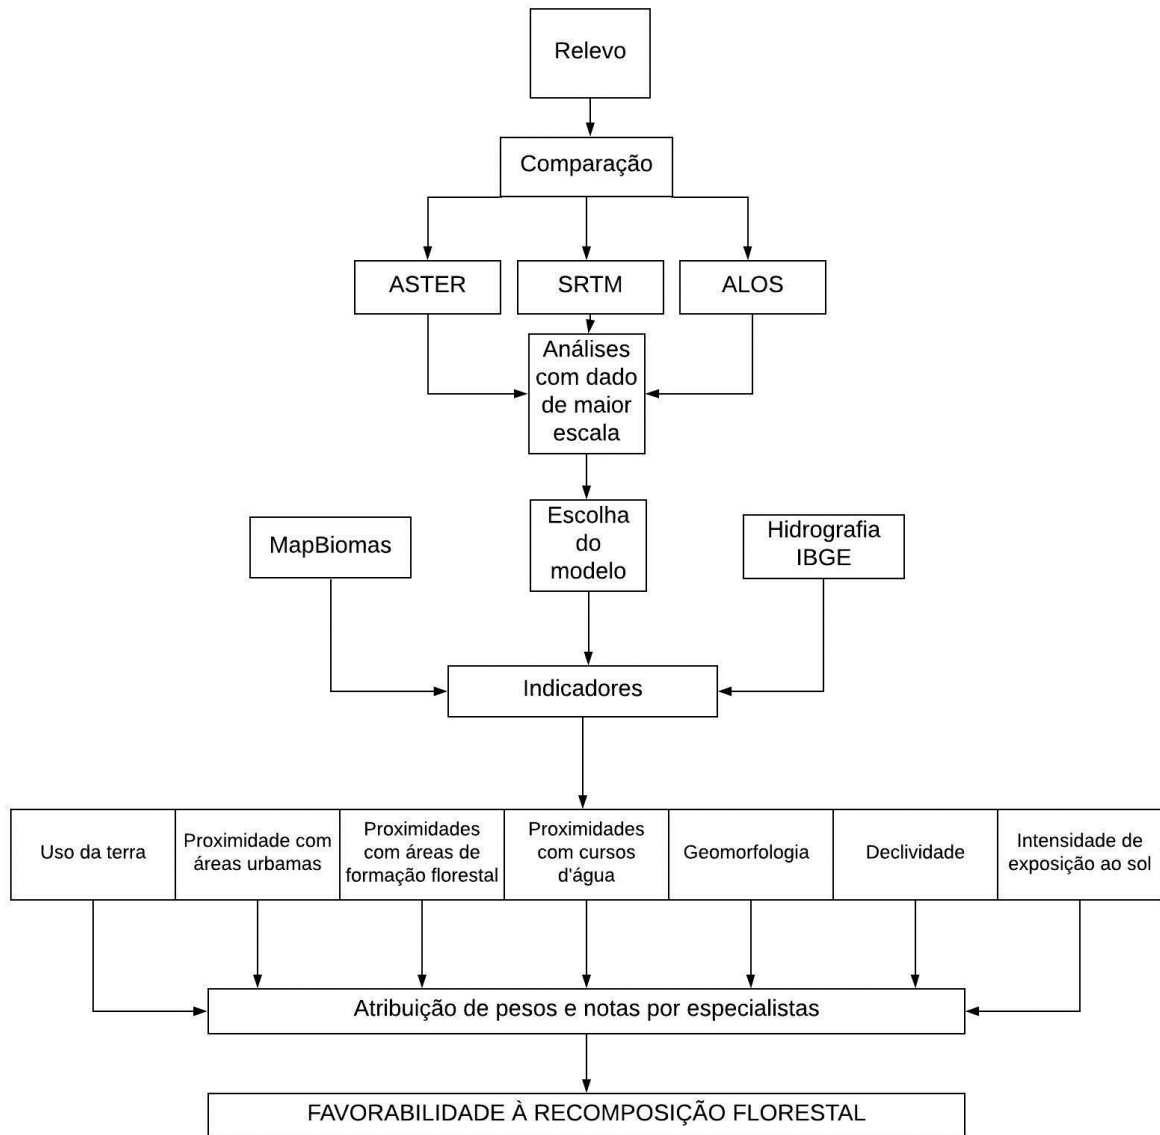 Relevo
Comparação
ASTER
SRTM
ALOS
Análises
com dado
de maior
escala
MapBiomas
Escolha
do
modelo
Hidrografia
IBGE
Indicadores
Uso da terra
Proximidade com
áreas urbamas
Proximidades
com áreas de
formação florestal
Proximidades
com cursos
d'água
Geomorfologia
Declividade
Intensidade de
exposição ao sol
Atribuição de pesos e notas por especialistas
FAVORABILIDADE À RECOMPOSIÇÃO FLORESTAL